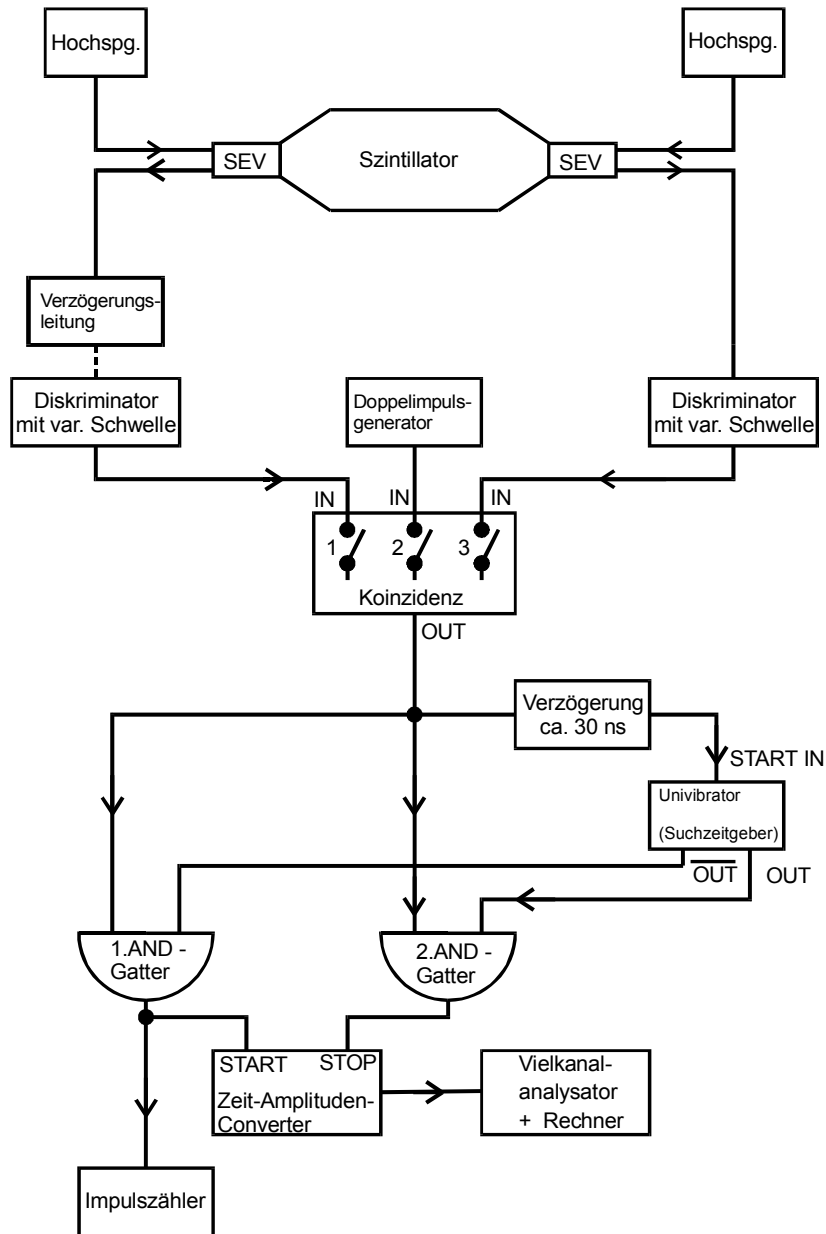 Hochspg.
Hochspg.
SEV
Szintillator
SEV
Verzögerungs-
leitung
Diskriminator
mit var. Schwelle
Doppelimpuls-
generator
Diskriminator
mit var. Schwelle
IN
IN
IN
1
2
3
Koinzidenz
OUT
Verzögerung
ca. 30 ns
START IN
Univibrator
(Suchzeitgeber)
OUT
OUT
1.AND -
Gatter
2.AND -
Gatter
START
STOP
Zeit-Amplituden-
Converter
Vielkanal-
analysator
+ Rechner
Impulszähler